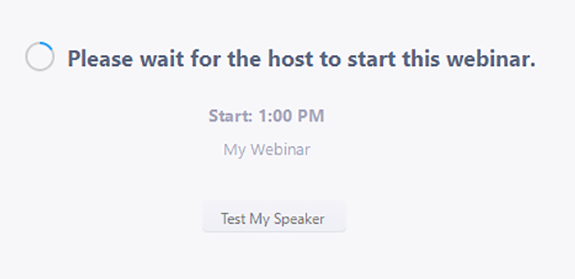 Please wait for the host to start this webinar.
Start: 1:00 PM
My Webinar
Test My Speaker